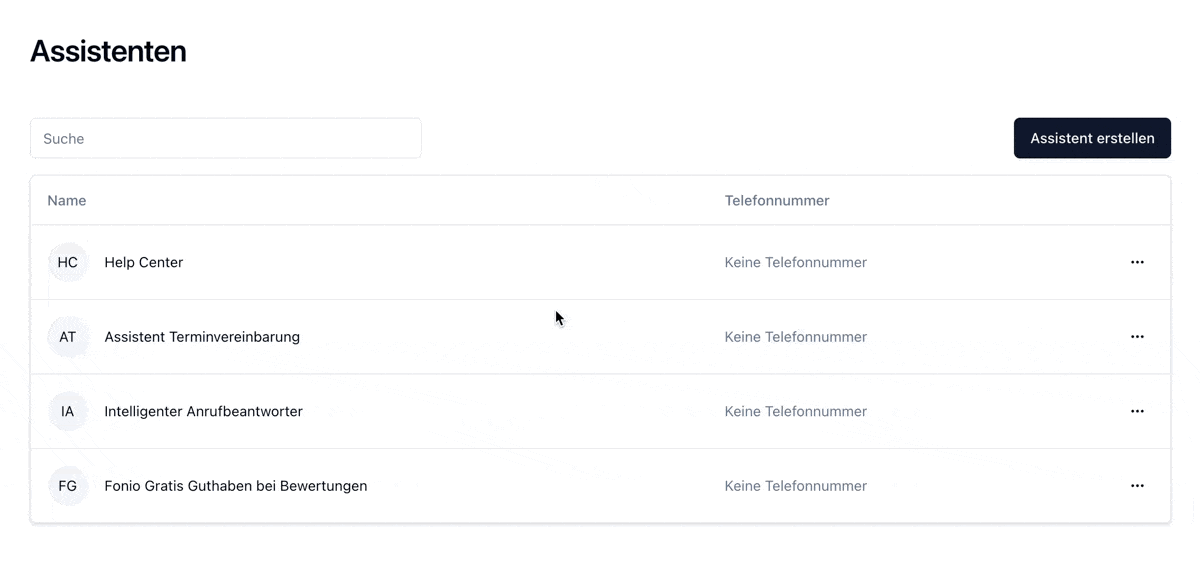 Assistenten
Suche
Assistent erstellen
Name Telefonnummer
HC Help Center Keine Telefonnummer
AT Assistent Terminvereinbarung Keine Telefonnummer
IA Intelligenter Anrufbeantworter Keine Telefonnummer
FG Fonio Gratis Guthaben bei Bewertungen Keine Telefonnummer